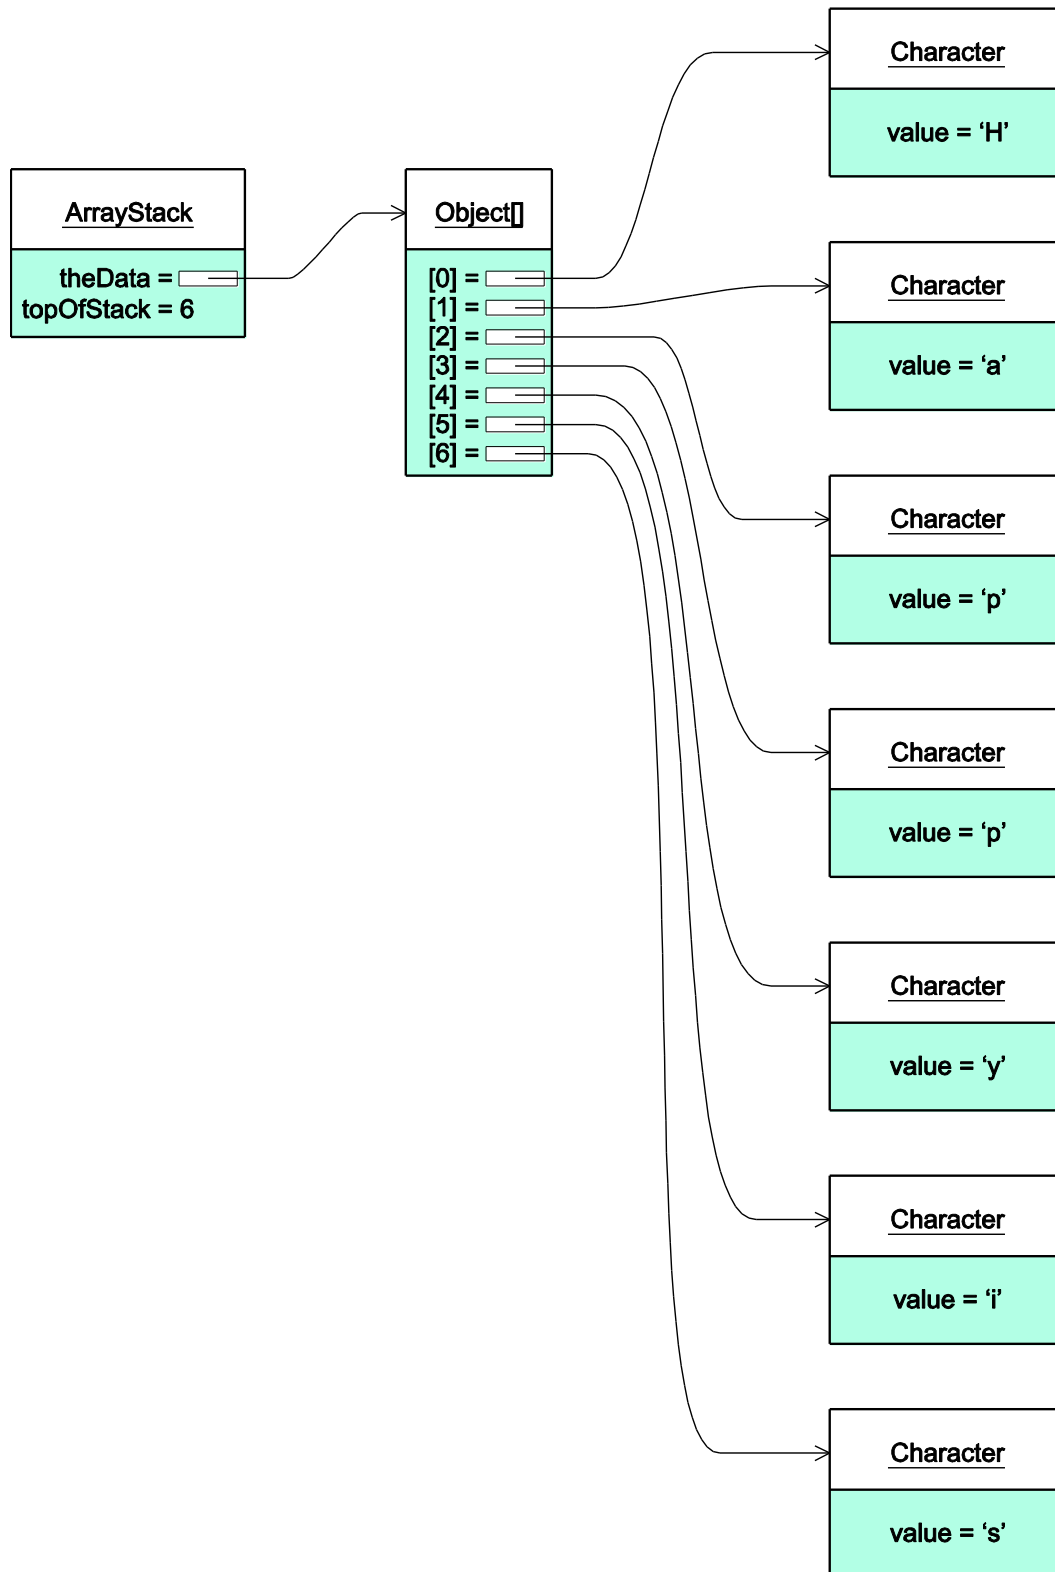 ArrayStack
theData =
topOfStack = 6
Object[]
[0] =
[1] =
[2] =
[3] =
[4] =
[5] =
[6] =
Character
value = ‘H’
Character
value = ‘a’
Character
value = ‘p’
Character
value = ‘p’
Character
value = ‘y’
Character
value = ‘i’
Character
value = ‘s’